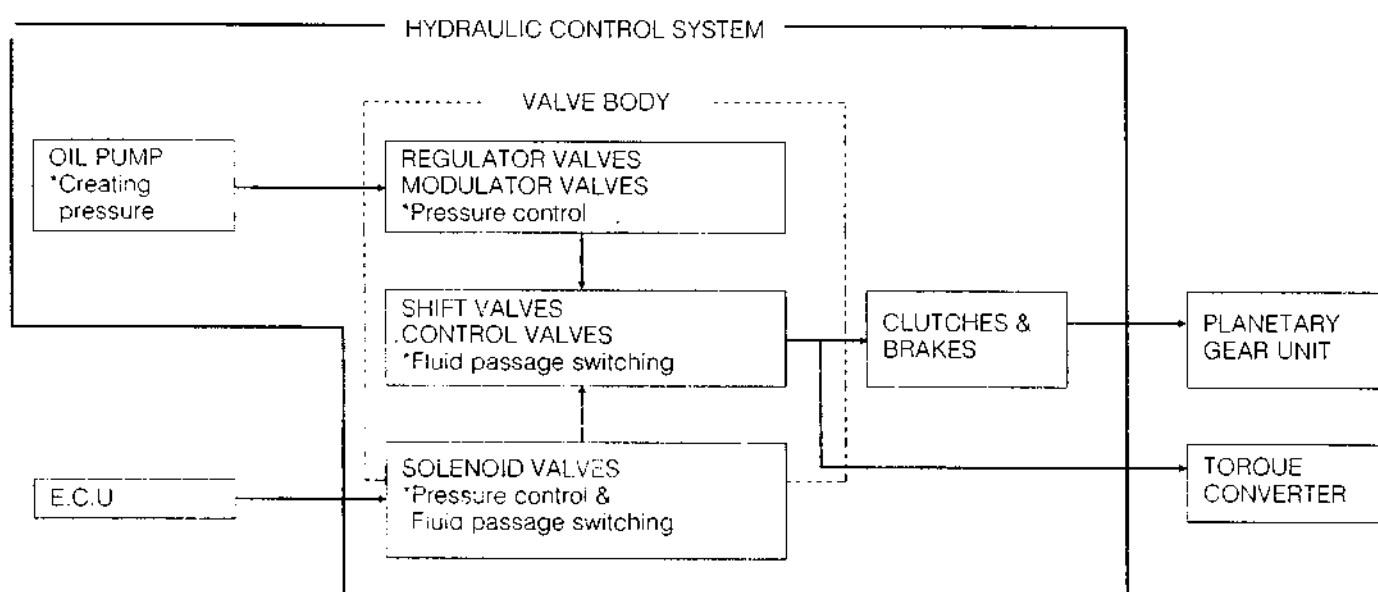 HYDRAULIC CONTROL SYSTEM
VALVE BODY
OIL PUMP
*Creating
pressure
REGULATOR VALVES
MODULATOR VALVES
*Pressure control
SHIFT VALVES
CONTROL VALVES
*Fluid passage switching
CLUTCHES &
BRAKES
PLANETARY
GEAR UNIT
E.C.U
SOLENOID VALVES
*Pressure control &
Fluid passage switching
TORQUE
CONVERTER